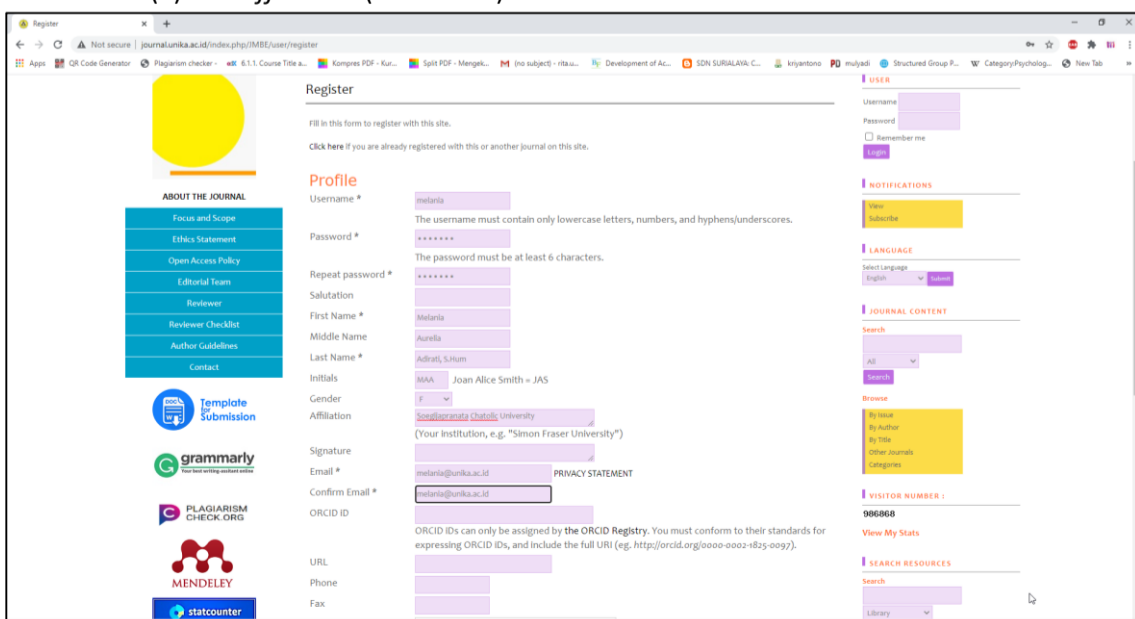 Register
Not secure | journal.unika.ac.id/index.php/JMBE/user/register
Apps QR Code Generator Plagiarism checker - 6.1.1. Course Title a... Kompres PDF - Kur... Split PDF - Mengek... (no subject) - rita.u... Development of Ac... SDN SURIALAYA: C... kriyantono mulyadi Structured Group P... Category:Psycholog... New Tab
ABOUT THE JOURNAL
Focus and Scope
Ethics Statement
Open Access Policy
Editorial Team
Reviewer
Reviewer Checklist
Author Guidelines
Contact
Template
for
Submission
grammarly
Your best writing assitant online
PLAGIARISM
CHECK.ORG
MENDELEY
statcounter
Register
Fill in this form to register with this site.
Click here if you are already registered with this or another journal on this site.
Profile
Username * melania
The username must contain only lowercase letters, numbers, and hyphens/underscores.
Password * •••••••
The password must be at least 6 characters.
Repeat password * •••••••
Salutation
First Name * Melania
Middle Name Aurelia
Last Name * Adirati, S.Hum
Initials MAA Joan Alice Smith = JAS
Gender F
Affiliation Soegijapranata Chatolic University
(Your institution, e.g. "Simon Fraser University")
Signature
Email * melania@unika.ac.id PRIVACY STATEMENT
Confirm Email * melania@unika.ac.id
ORCID ID
ORCID IDs can only be assigned by the ORCID Registry. You must conform to their standards for
expressing ORCID IDs, and include the full URI (eg. http://orcid.org/0000-0002-1825-0097).
URL
Phone
Fax
USER
Username
Password
Remember me
Login
NOTIFICATIONS
View
Subscribe
LANGUAGE
Select Language
English Submit
JOURNAL CONTENT
Search
All
Search
Browse
By Issue
By Author
By Title
Other Journals
Categories
VISITOR NUMBER :
986868
View My Stats
SEARCH RESOURCES
Search
Library